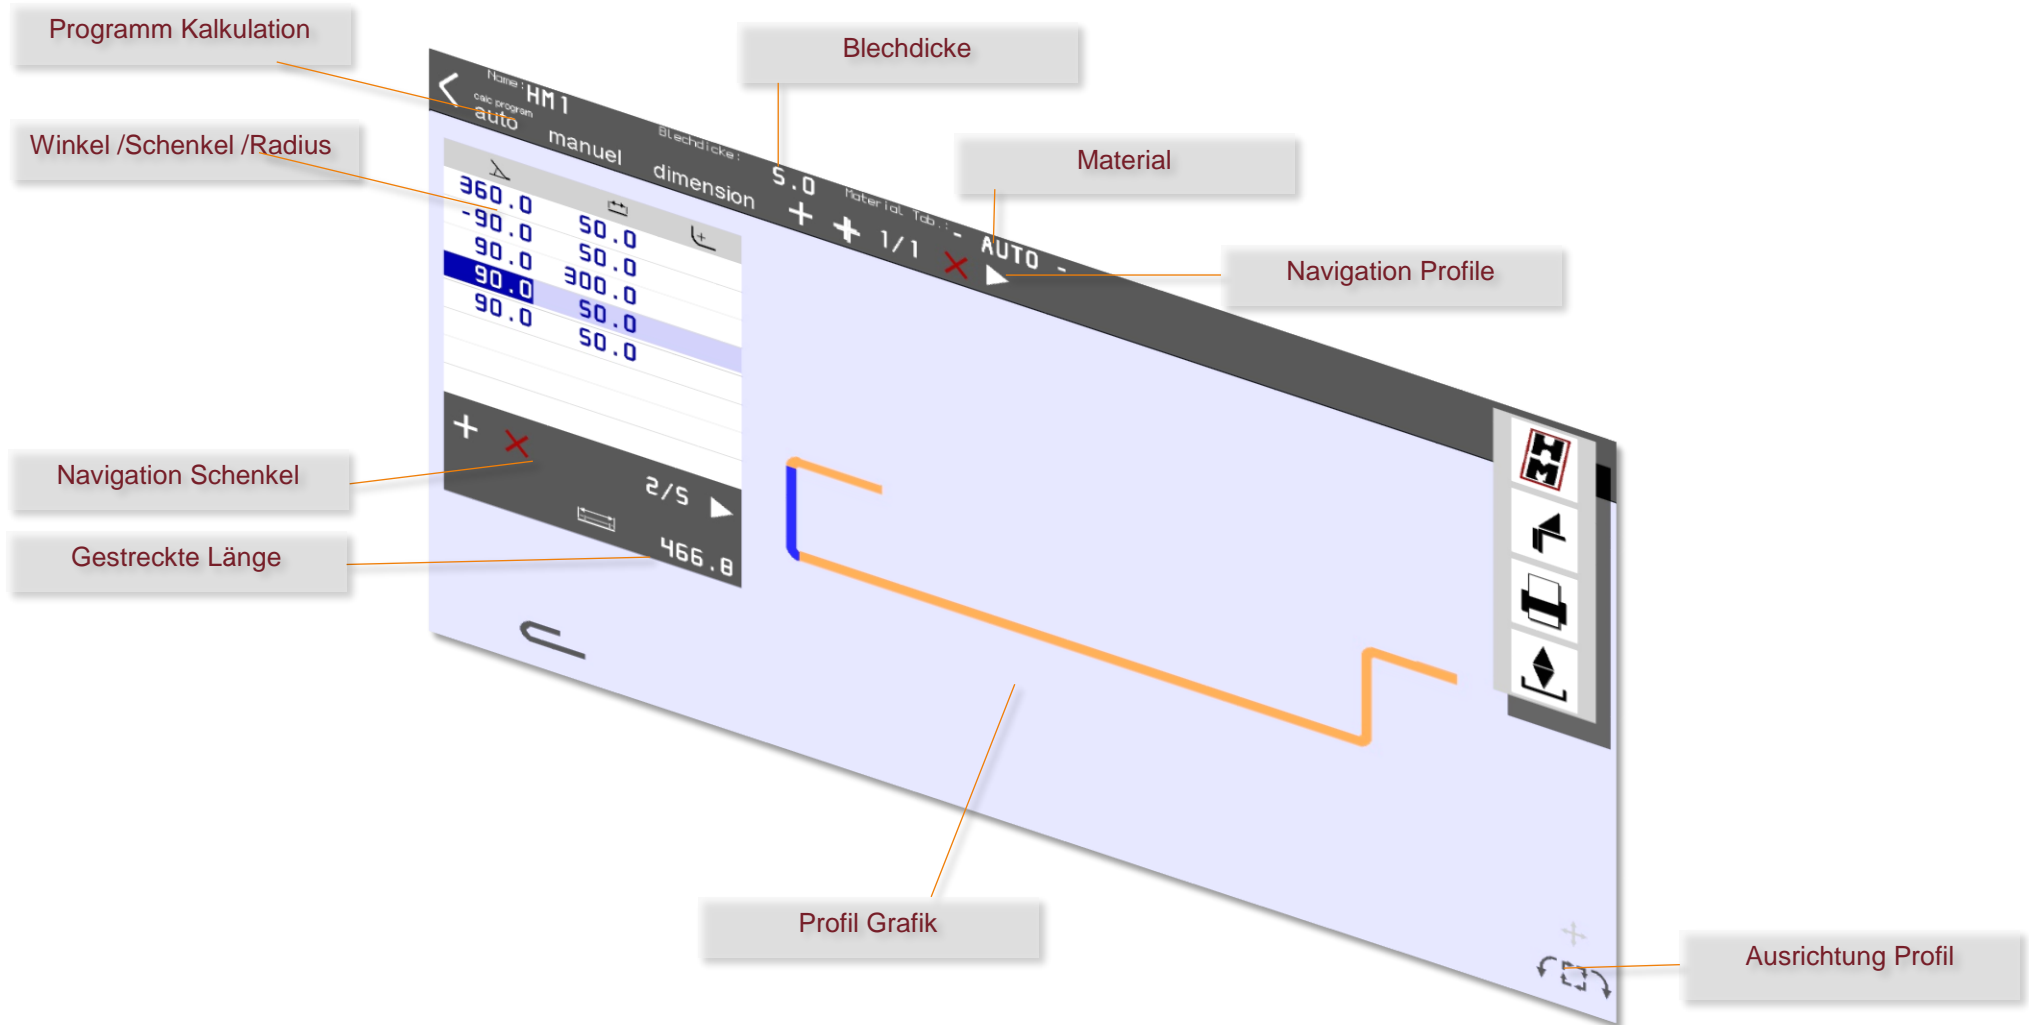 Programm Kalkulation
Blechdicke
Winkel /Schenkel /Radius
Material
Navigation Profile
Navigation Schenkel
Gestreckte Länge
Profil Grafik
Ausrichtung Profil
Name: HM1
calc program
auto manuel dimension
Blechdicke: 5.0
Material Tab.: - AUTO -
1/1
360.0 50.0
-90.0 50.0
90.0 300.0
90.0 50.0
90.0 50.0
2/5
466.8
HM